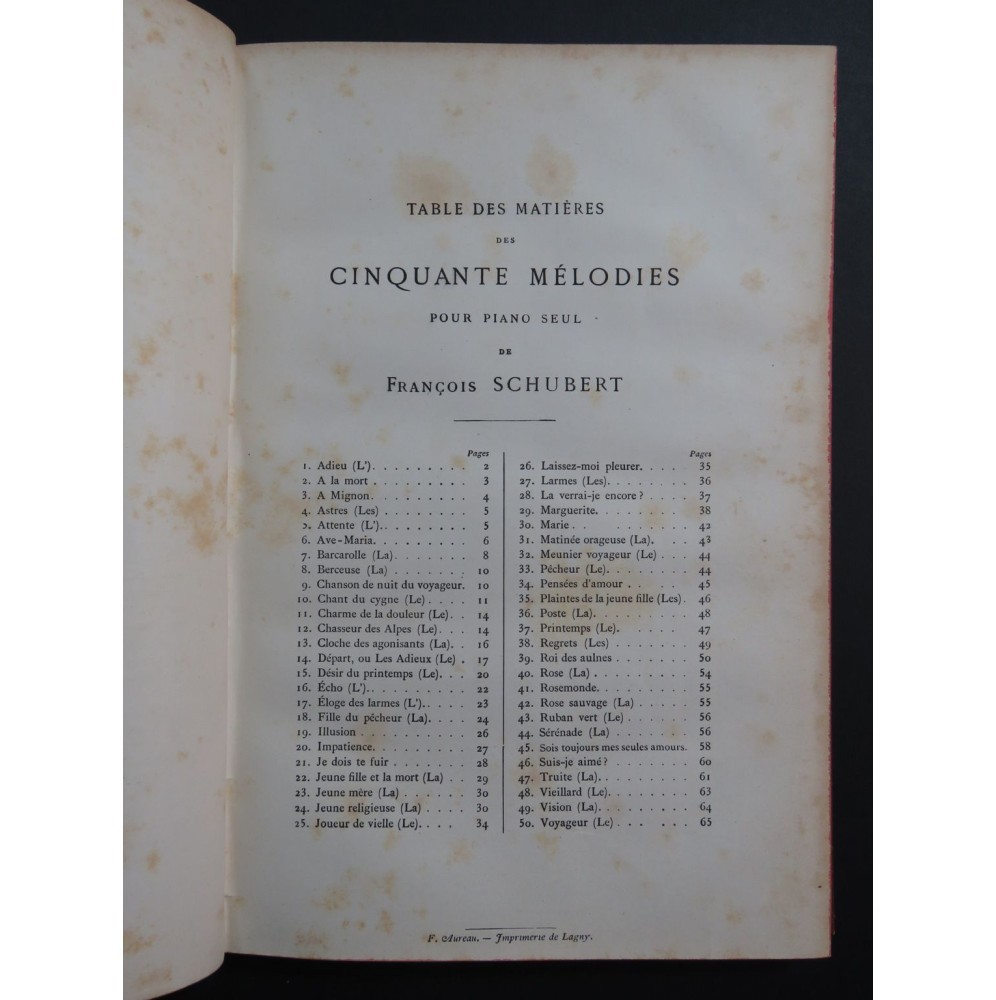 TABLE DES MATIÈRES
DES
CINQUANTE MÉLODIES
POUR PIANO SEUL
DE
FRANÇOIS SCHUBERT
Pages
1. Adieu (L'). . . . . . . . . . 2
2. A la mort . . . . . . . . . 3
3. A Mignon. . . . . . . . . . 4
4. Astres (Les) . . . . . . . . 5
5. Attente (L'). . . . . . . . . 5
6. Ave-Maria. . . . . . . . . . 6
7. Barcarolle (La). . . . . . . 8
8. Berceuse (La) . . . . . . . 10
9. Chanson de nuit du voyageur. 10
10. Chant du cygne (Le) . . . . 11
11. Charme de la douleur (Le). . 14
12. Chasseur des Alpes (Le). . . 14
13. Cloche des agonisants (La). . 16
14. Départ, ou Les Adieux (Le) . 17
15. Désir du printemps (Le). . . 20
16. Écho (L'). . . . . . . . . . 22
17. Éloge des larmes (L'). . . . . 23
18. Fille du pécheur (La). . . . . 24
19. Illusion . . . . . . . . . . 26
20. Impatience. . . . . . . . . . 27
21. Je dois te fuir . . . . . . . 28
22. Jeune fille et la mort (La) . . 29
23. Jeune mère (La) . . . . . . 30
24. Jeune religieuse (La) . . . . 30
25. Joueur de vielle (Le). . . . 34
Pages
26. Laissez-moi pleurer. . . . . 35
27. Larmes (Les). . . . . . . . 36
28. La verrai-je encore ? . . . . 37
29. Marguerite. . . . . . . . . 38
30. Marie . . . . . . . . . 42
31. Matinée orageuse (La). . . . 43
32. Meunier voyageur (Le) . . . 44
33. Pécheur (Le). . . . . . . . 44
34. Pensées d'amour . . . . . 45
35. Plaintes de la jeune fille (Les). 46
36. Poste (La). . . . . . . . . 48
37. Printemps (Le). . . . . . 47
38. Regrets (Les) . . . . . . . 49
39. Roi des aulnes . . . . . . . 50
40. Rose (La) . . . . . . . . . 54
41. Rosemonde. . . . . . . . . 55
42. Rose sauvage (La) . . . . . 55
43. Ruban vert (Le) . . . . . . 56
44. Sérénade (La) . . . . . . . 56
45. Sois toujours mes seules amours. 58
46. Suis-je aimé ? . . . . . . . 60
47. Truite (La). . . . . . . . . 61
48. Vieillard (Le). . . . . . . . 63
49. Vision (La). . . . . . . . . 64
50. Voyageur (Le) . . . . . . . 65
F. Aureau. — Imprimerie de Lagny.